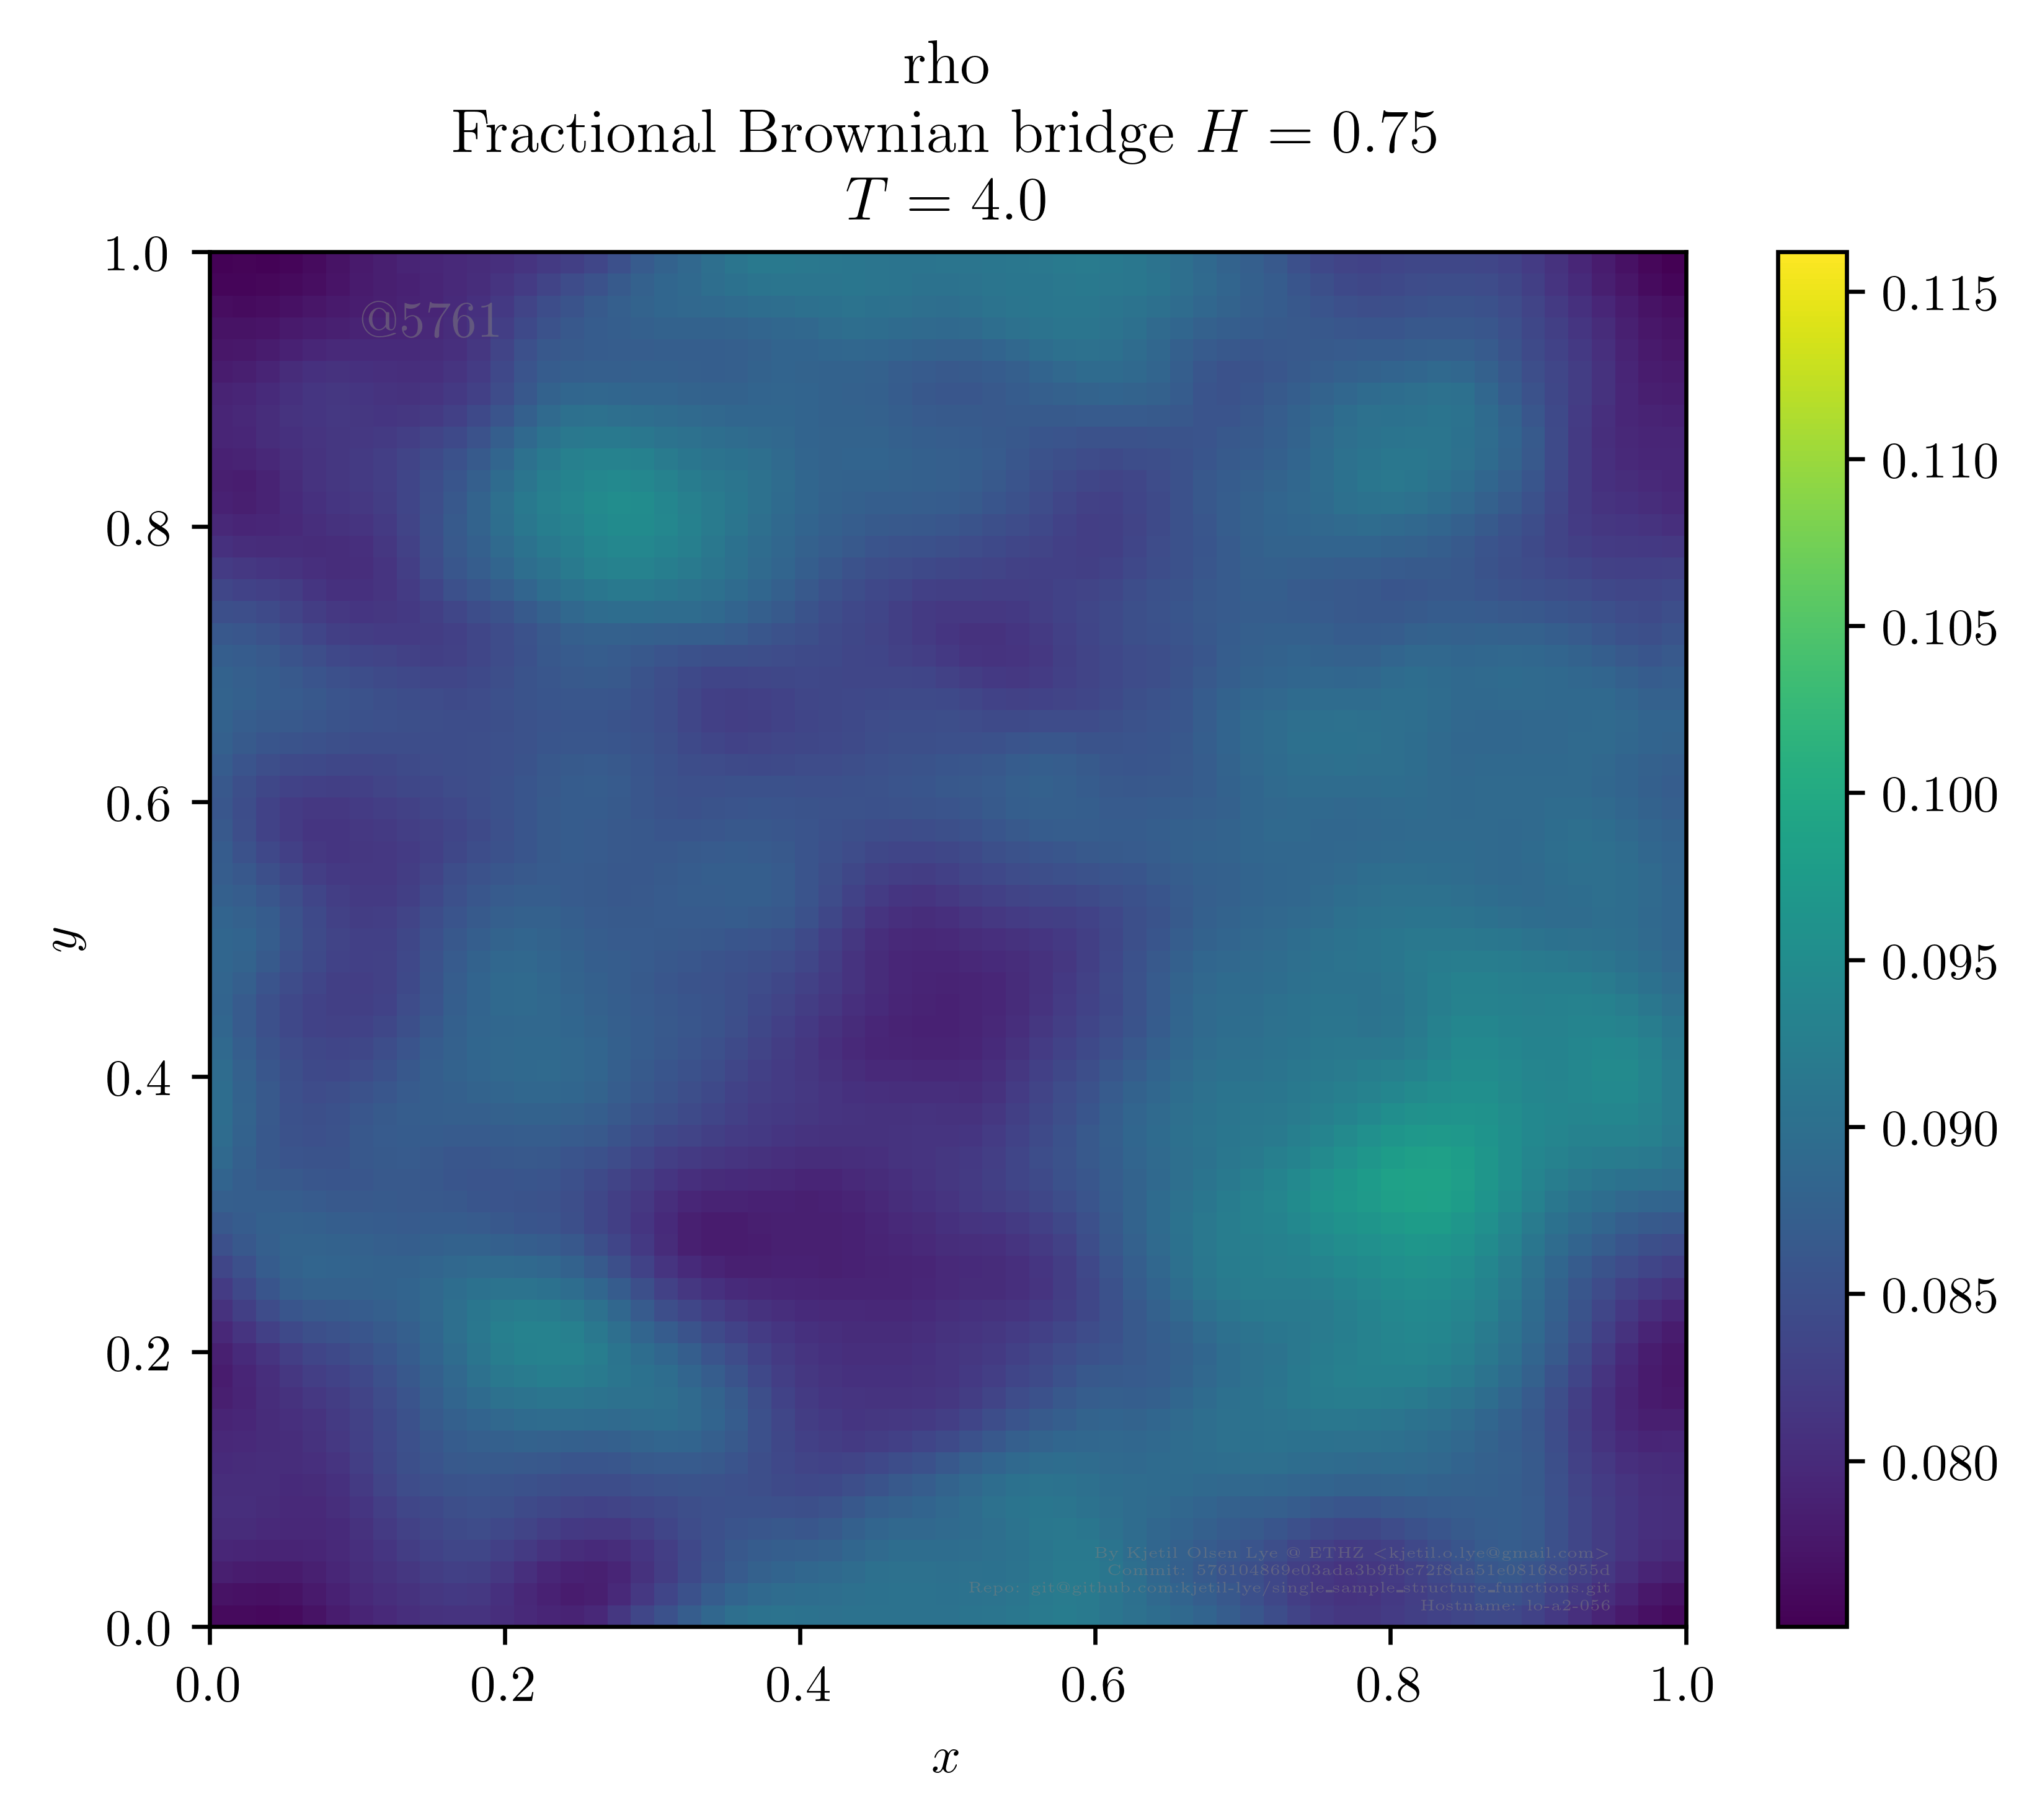 rho
Fractional Brownian bridge H = 0.75
T = 4.0
1.0
@5761
0.115
0.110
0.8
0.105
0.6
0.100
y
0.095
0.4
0.090
0.085
0.2
0.080
By Kjetil Olsen Lye @ ETHZ <kjetil.o.lye@gmail.com>
Commit: 576104869e03ada3b9fbc72f8da51e08168c955d
Repo: git@github.com:kjetil-lye/single_sample_structure_functions.git
Hostname: lo-a2-056
0.0
0.0 0.2 0.4 0.6 0.8 1.0
x